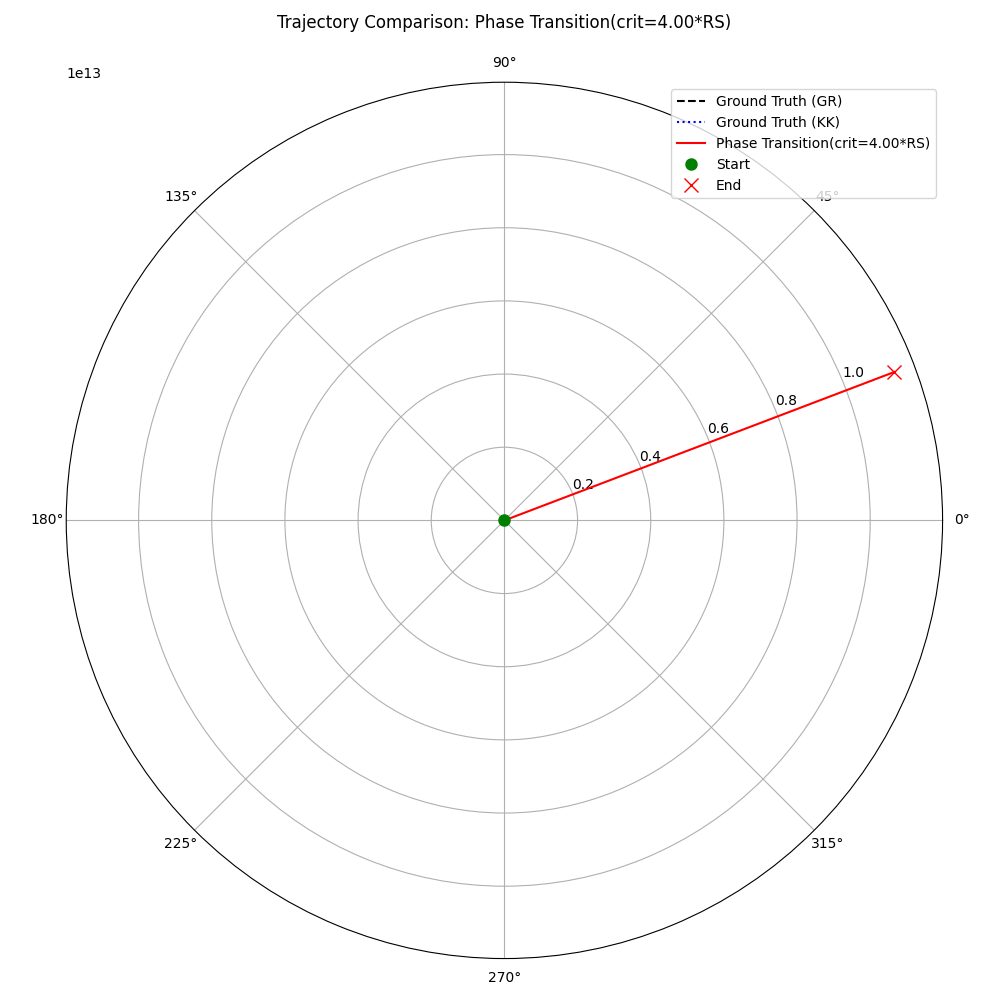 Trajectory Comparison: Phase Transition(crit=4.00*RS)
1e13
90°
Ground Truth (GR)
Ground Truth (KK)
Phase Transition(crit=4.00*RS)
Start
End
135°
45°
1.0
0.8
0.6
0.4
0.2
180°
0°
225°
315°
270°